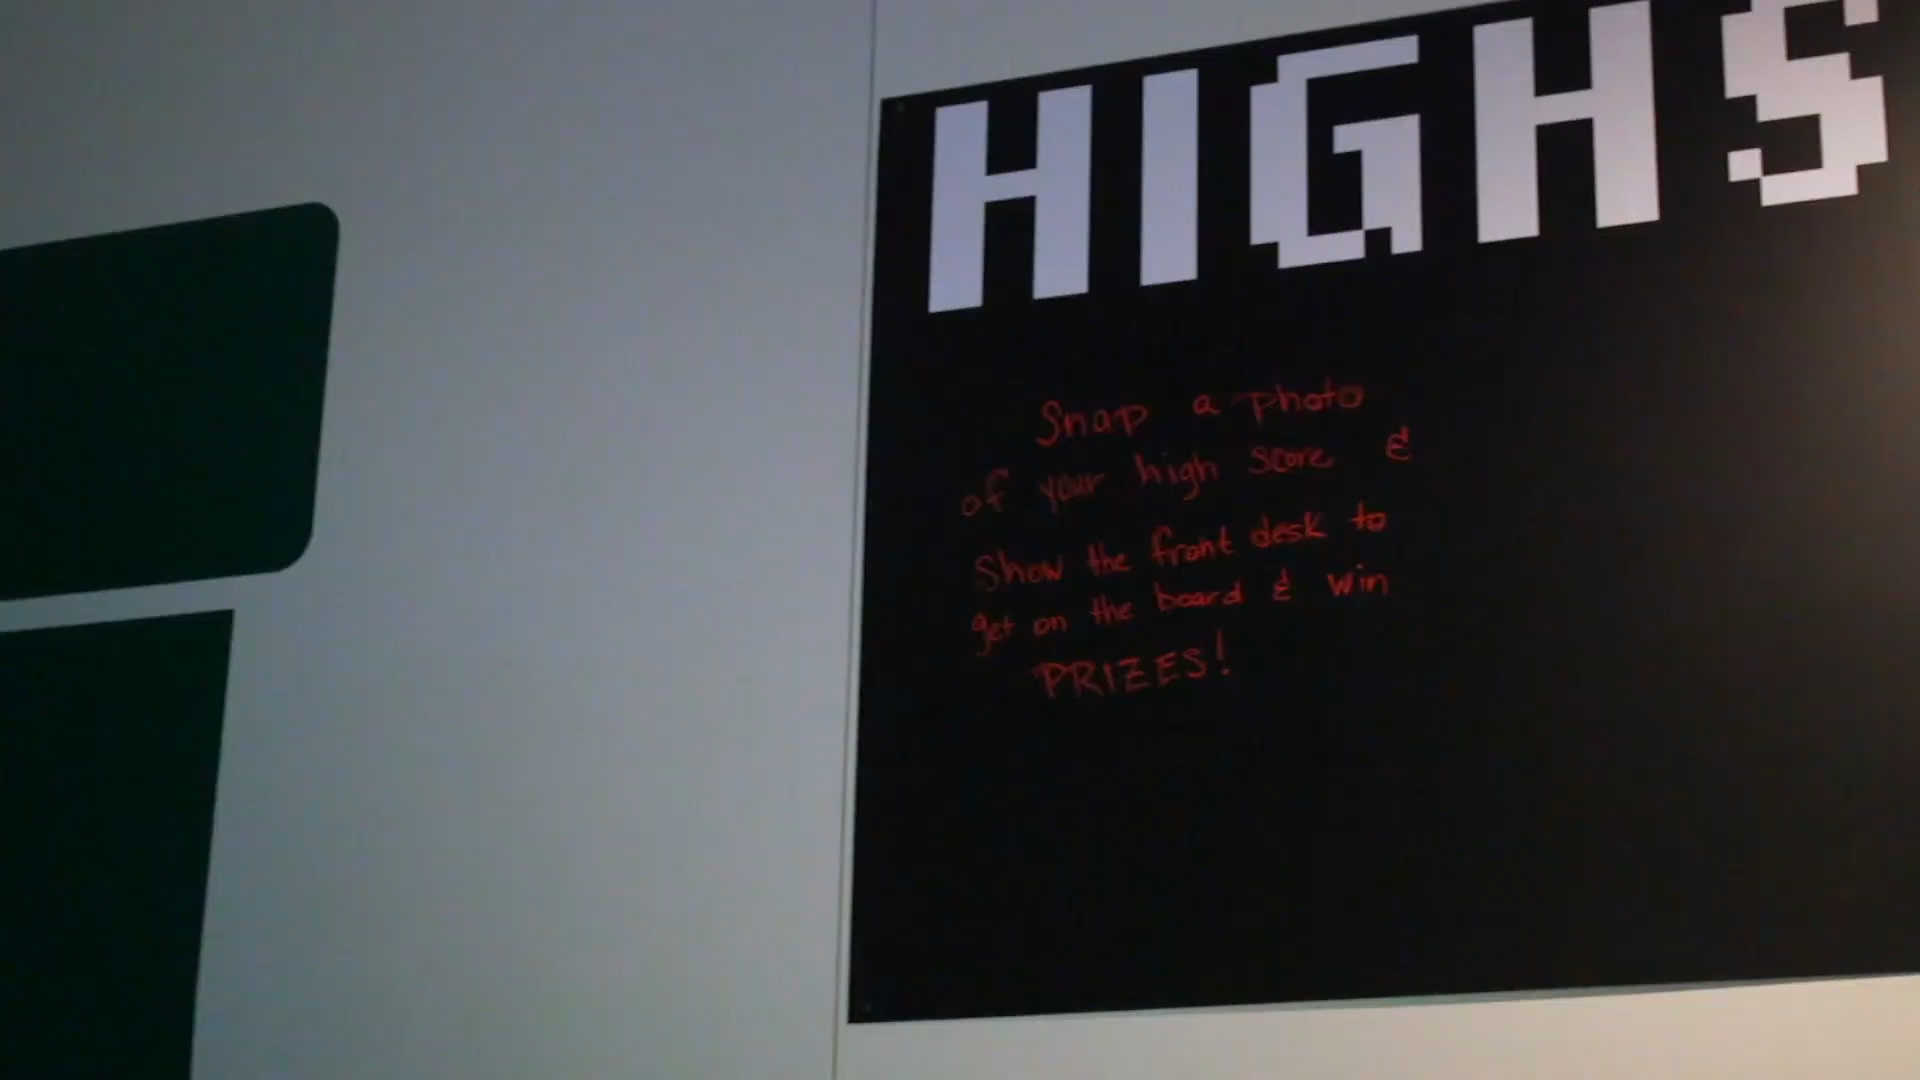 HIGHS
Snap a photo
of your high score &
Show the front desk to
get on the board & win
PRIZES!